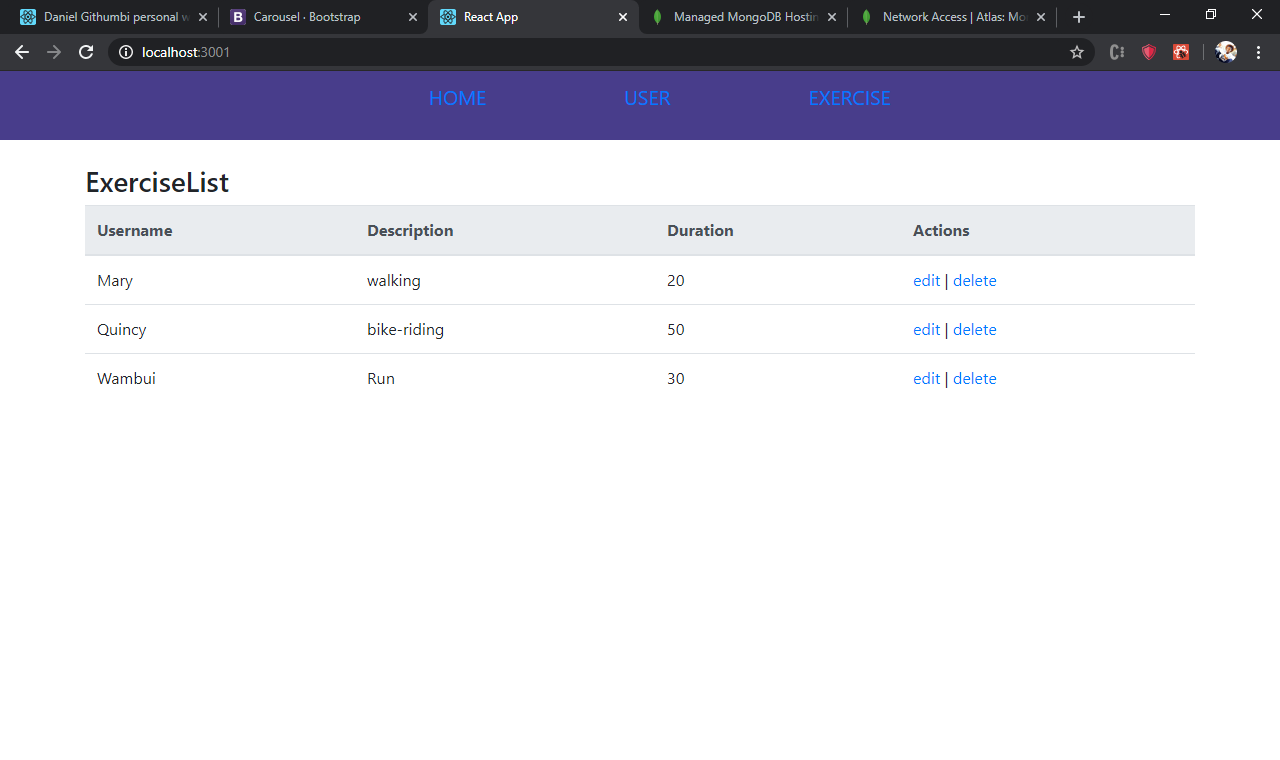 Daniel Githumbi personal w
Carousel · Bootstrap
React App
Managed MongoDB Hostin
Network Access | Atlas: Mo
localhost:3001
HOME USER EXERCISE
ExerciseList
Username Description Duration Actions
Mary walking 20 edit | delete
Quincy bike-riding 50 edit | delete
Wambui Run 30 edit | delete